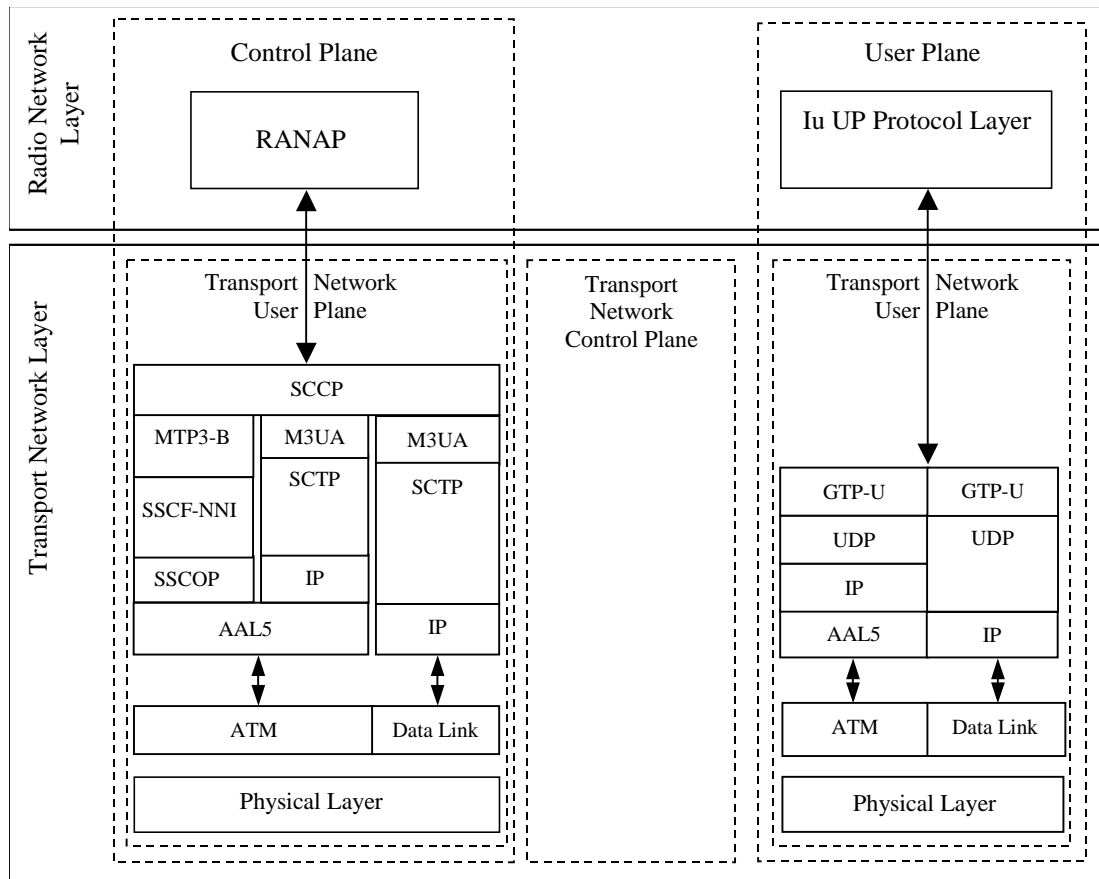 Radio Network
Layer
Control Plane
RANAP
User Plane
Iu UP Protocol Layer
Transport Network Layer
Transport Network
User Plane
SCCP
MTP3-B
SSCF-NNI
SSCOP
M3UA
SCTP
IP
AAL5
M3UA
SCTP
IP
ATM
Data Link
Physical Layer
Transport
Network
Control Plane
Transport Network
User Plane
GTP-U
UDP
IP
AAL5
GTP-U
UDP
IP
ATM
Data Link
Physical Layer